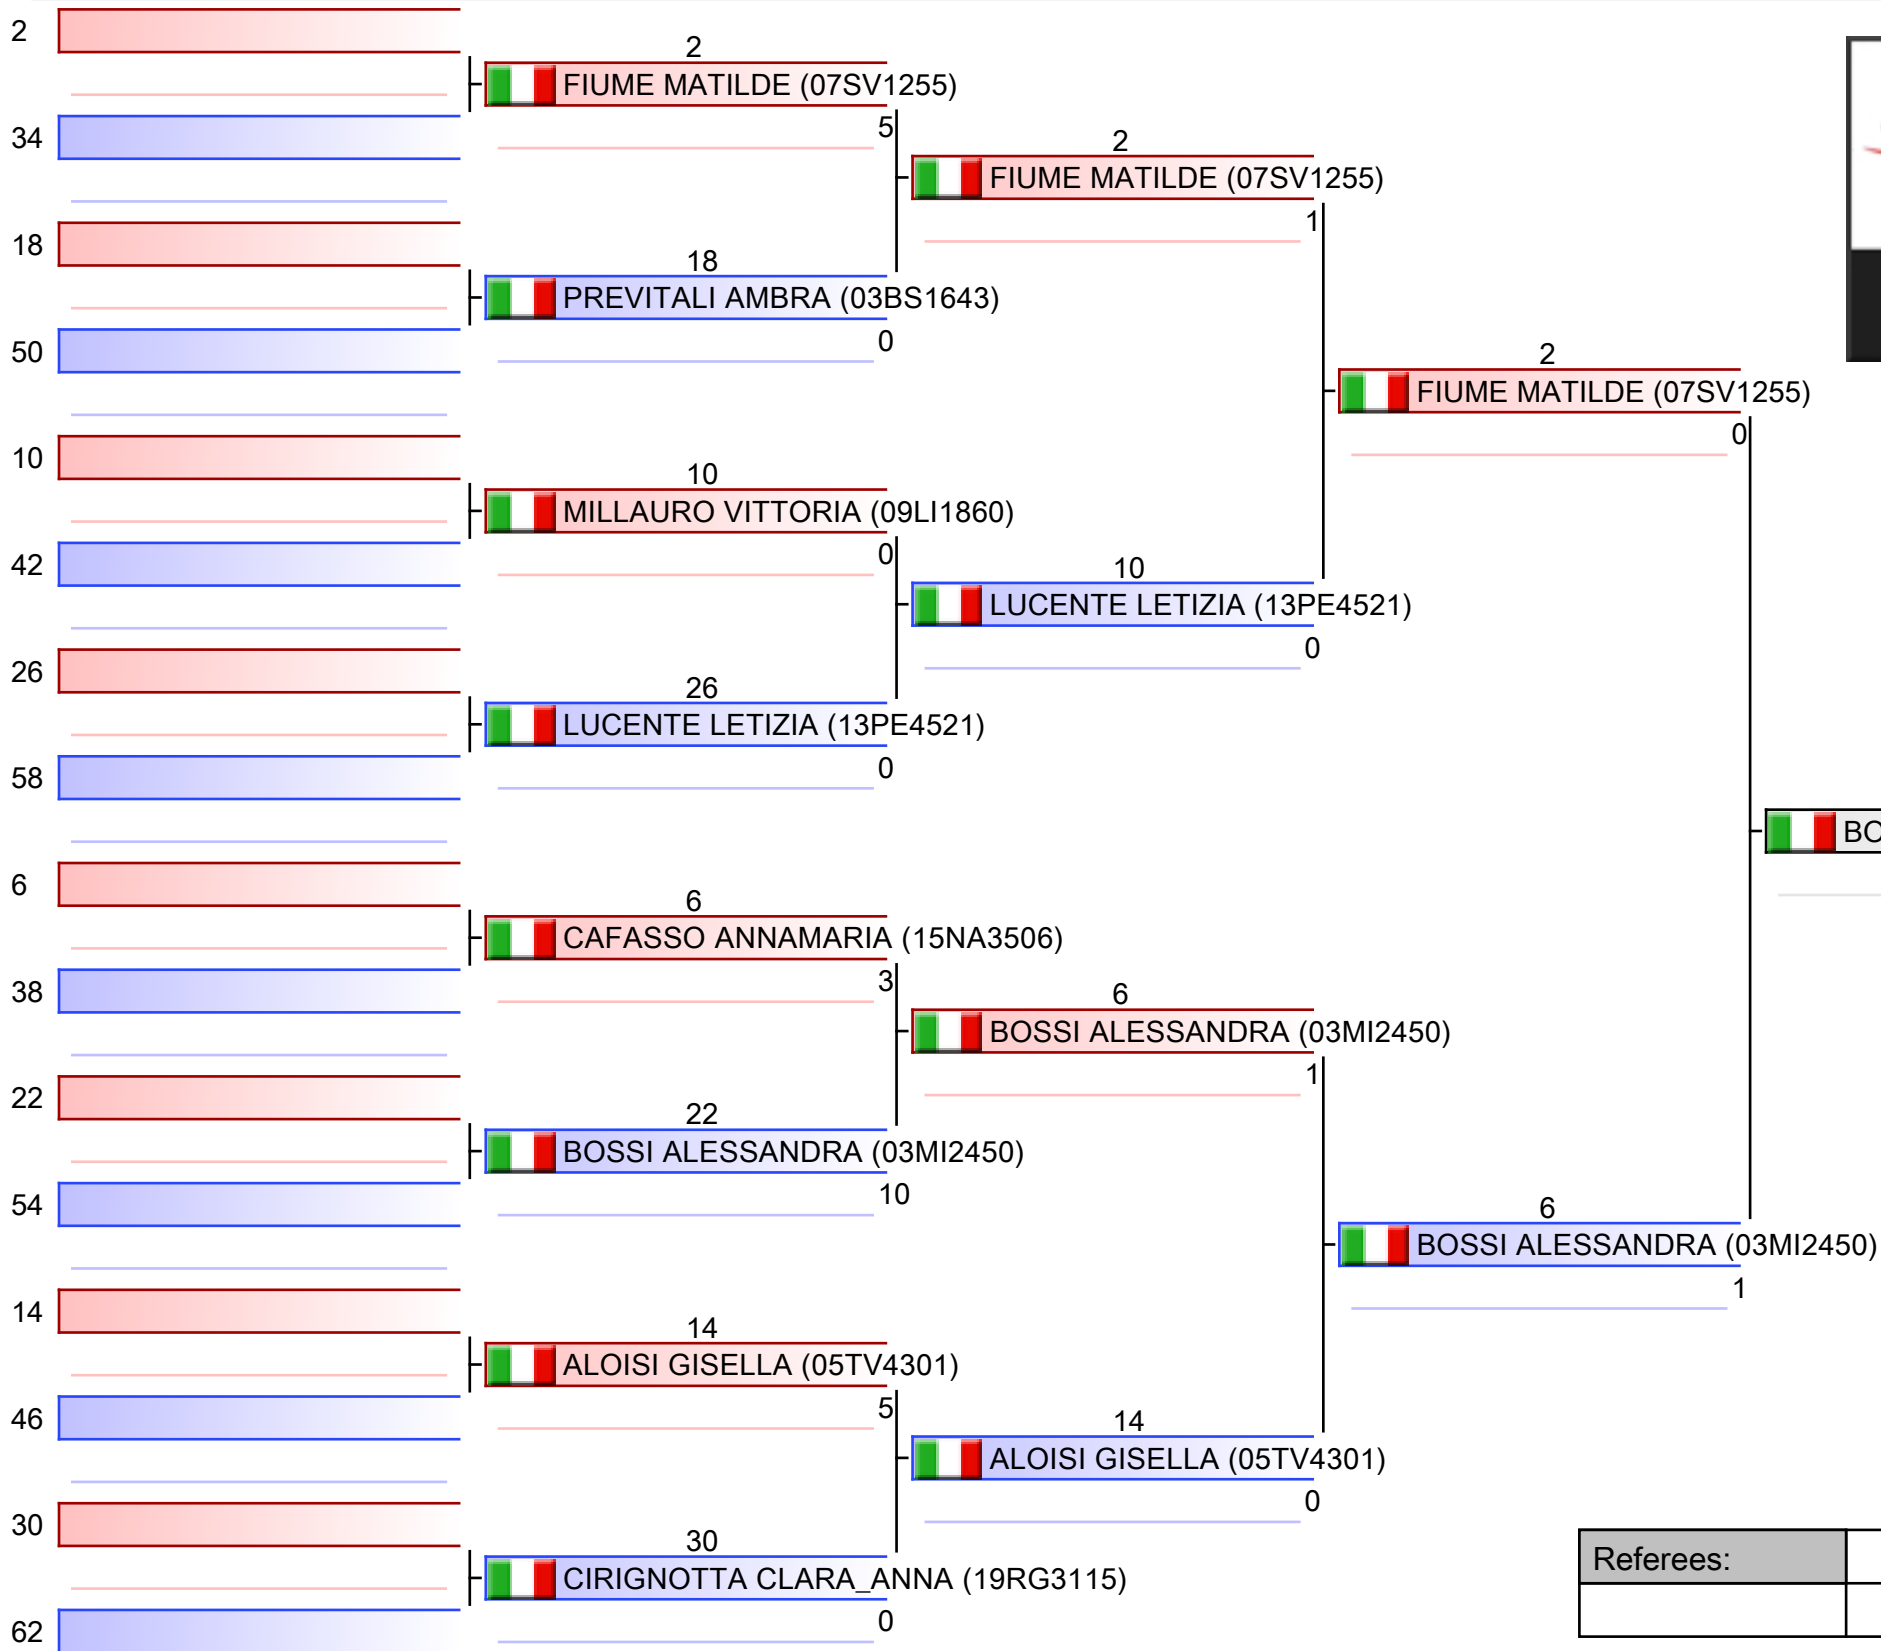 2
2
FIUME MATILDE (07SV1255)
5
34
2
FIUME MATILDE (07SV1255)
1
18
18
PREVITALI AMBRA (03BS1643)
0
50
2
FIUME MATILDE (07SV1255)
0
10
10
MILLAURO VITTORIA (09LI1860)
0
42
10
LUCENTE LETIZIA (13PE4521)
0
26
26
LUCENTE LETIZIA (13PE4521)
0
58
BO
6
6
CAFASSO ANNAMARIA (15NA3506)
3
38
6
BOSSI ALESSANDRA (03MI2450)
1
22
22
BOSSI ALESSANDRA (03MI2450)
10
54
6
BOSSI ALESSANDRA (03MI2450)
1
14
14
ALOISI GISELLA (05TV4301)
5
46
14
ALOISI GISELLA (05TV4301)
0
30
30
CIRIGNOTTA CLARA_ANNA (19RG3115)
0
62
Referees: